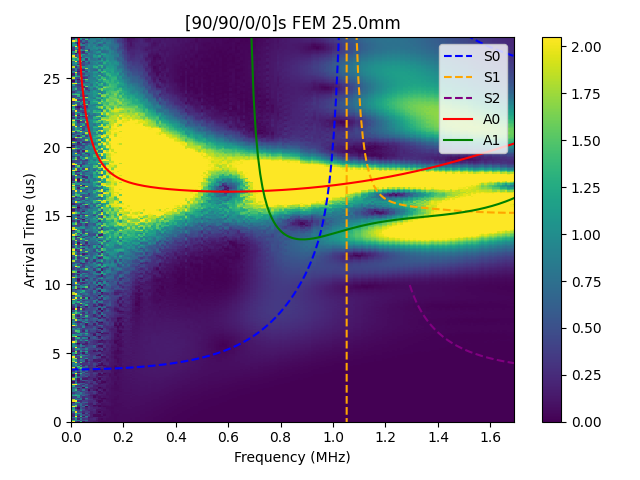 [90/90/0/0]s FEM 25.0mm
S0
S1
S2
A0
A1
Arrival Time (us)
25
20
15
10
5
0
0.0 0.2 0.4 0.6 0.8 1.0 1.2 1.4 1.6
Frequency (MHz)
2.00
1.75
1.50
1.25
1.00
0.75
0.50
0.25
0.00